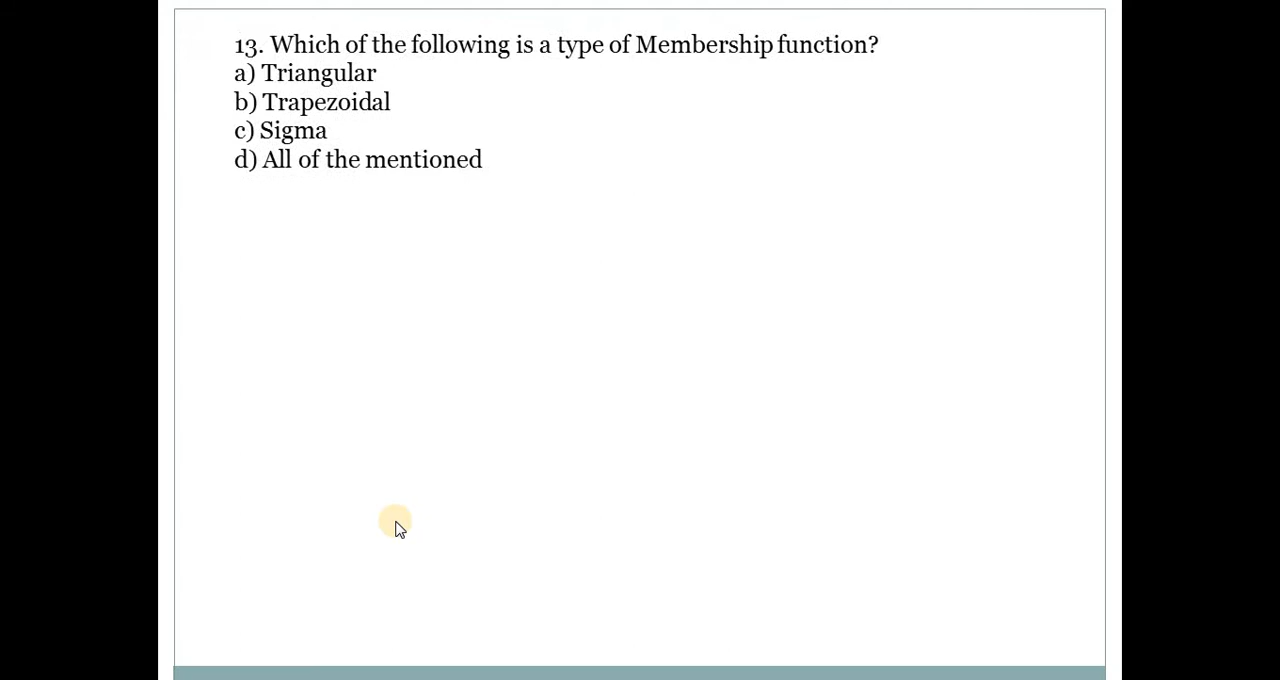 13. Which of the following is a type of Membership function?
a) Triangular
b) Trapezoidal
c) Sigma
d) All of the mentioned